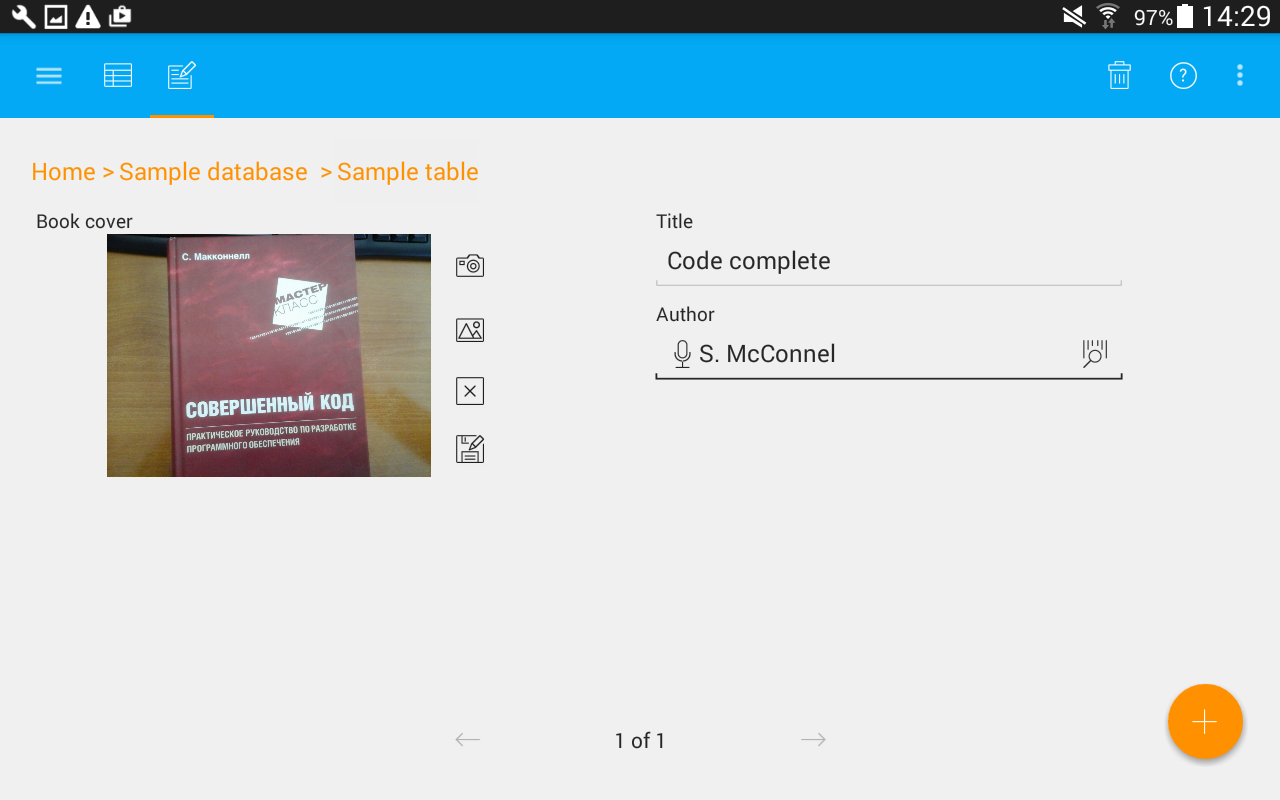 97% 14:29
Home > Sample database > Sample table
Book cover
С. Макконнелл
МАСТЕР
КЛАСС
СОВЕРШЕННЫЙ КОД
ПРАКТИЧЕСКОЕ РУКОВОДСТВО ПО РАЗРАБОТКЕ
ПРОГРАММНОГО ОБЕСПЕЧЕНИЯ
Title
Code complete
Author
S. McConnel
1 of 1